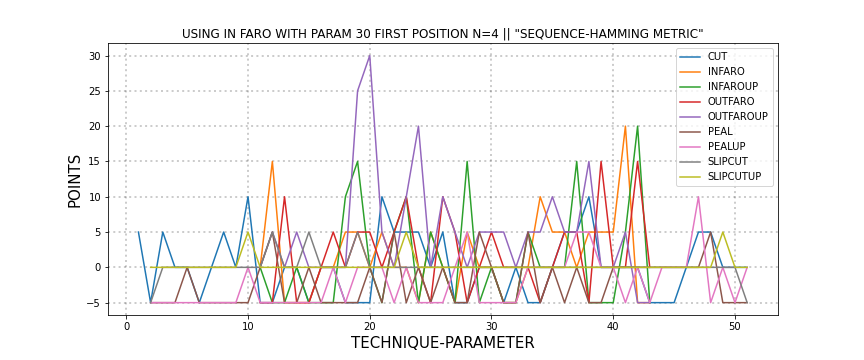 USING IN FARO WITH PARAM 30 FIRST POSITION N=4 || "SEQUENCE-HAMMING METRIC"
POINTS
30
25
20
15
10
5
0
−5
CUT
INFARO
INFAROUP
OUTFARO
OUTFAROUP
PEAL
PEALUP
SLIPCUT
SLIPCUTUP
0 10 20 30 40 50
TECHNIQUE-PARAMETER